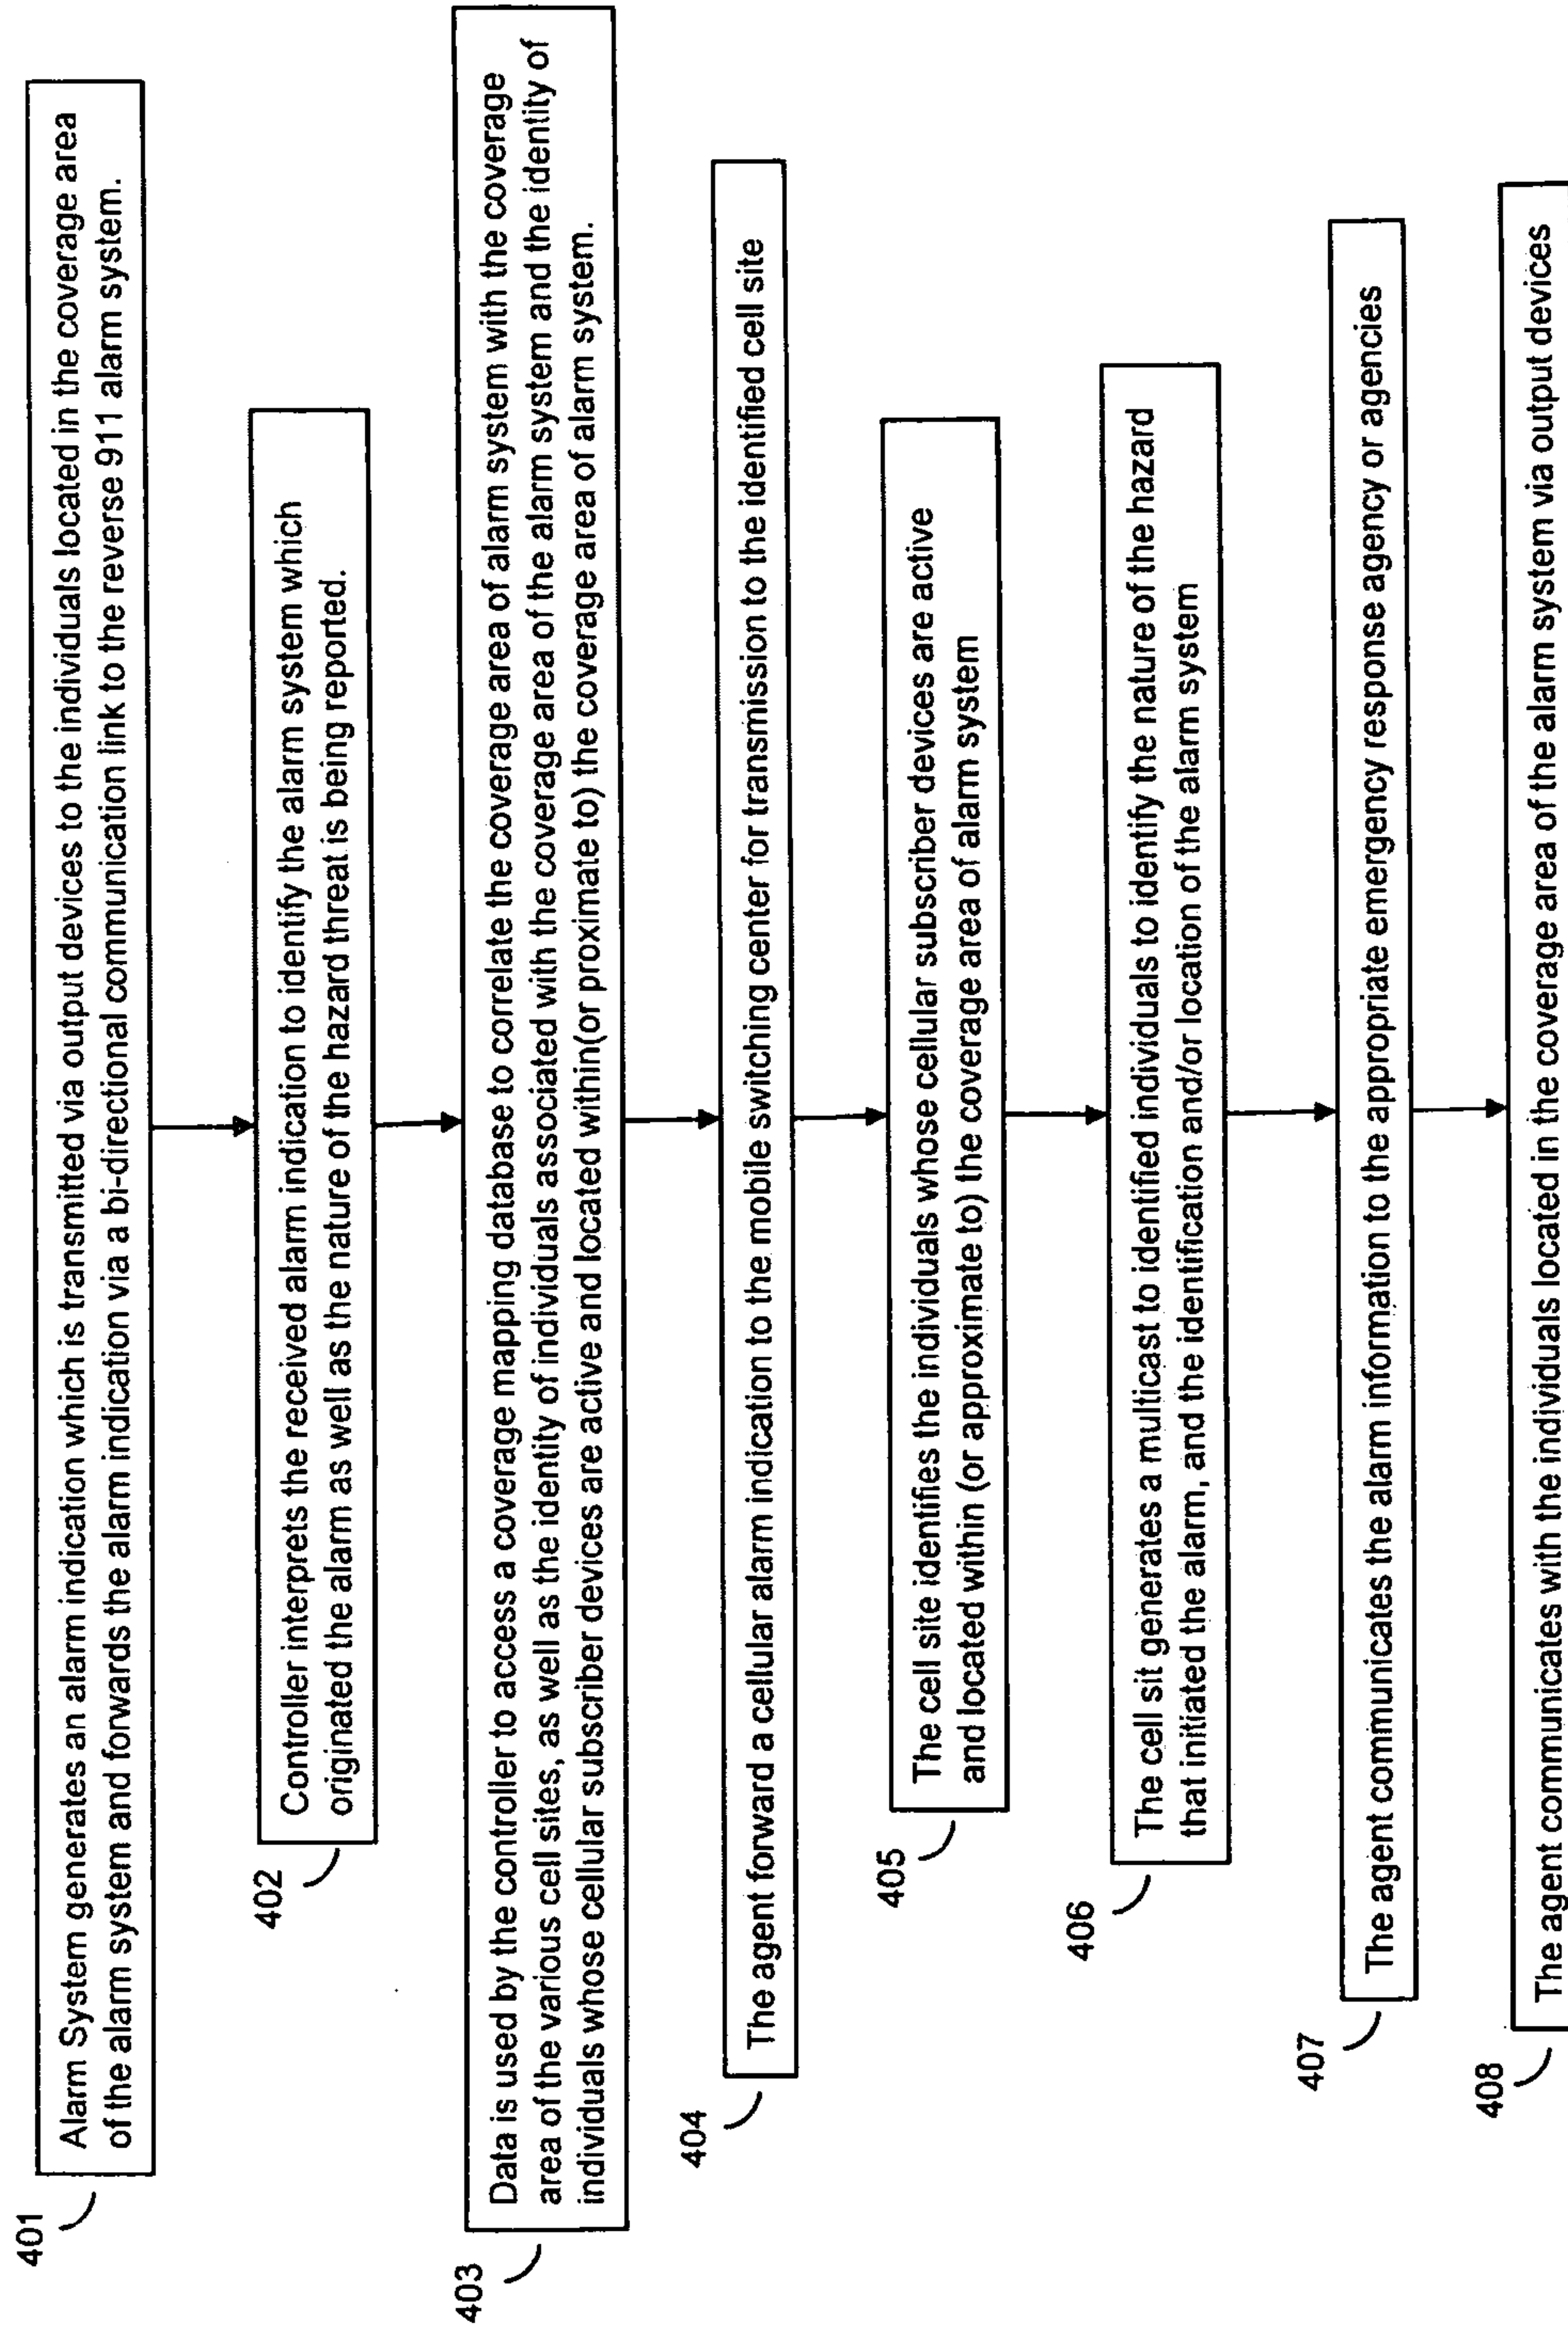 401
Alarm System generates an alarm indication which is transmitted via output devices to the individuals located in the coverage area
of the alarm system and forwards the alarm indication via a bi-directional communication link to the reverse 911 alarm system.
402
Controller interprets the received alarm indication to identify the alarm system which
originated the alarm as well as the nature of the hazard threat is being reported.
403
Data is used by the controller to access a coverage mapping database to correlate the coverage area of alarm system with the coverage
area of the various cell sites, as well as the identity of individuals associated with the coverage area of the alarm system and the identity of
individuals whose cellular subscriber devices are active and located within(or proximate to) the coverage area of alarm system.
404
The agent forward a cellular alarm indication to the mobile switching center for transmission to the identified cell site
405
The cell site identifies the individuals whose cellular subscriber devices are active
and located within (or approximate to) the coverage area of alarm system
406
The cell sit generates a multicast to identified individuals to identify the nature of the hazard
that initiated the alarm, and the identification and/or location of the alarm system
407
The agent communicates the alarm information to the appropriate emergency response agency or agencies
408
The agent communicates with the individuals located in the coverage area of the alarm system via output devices